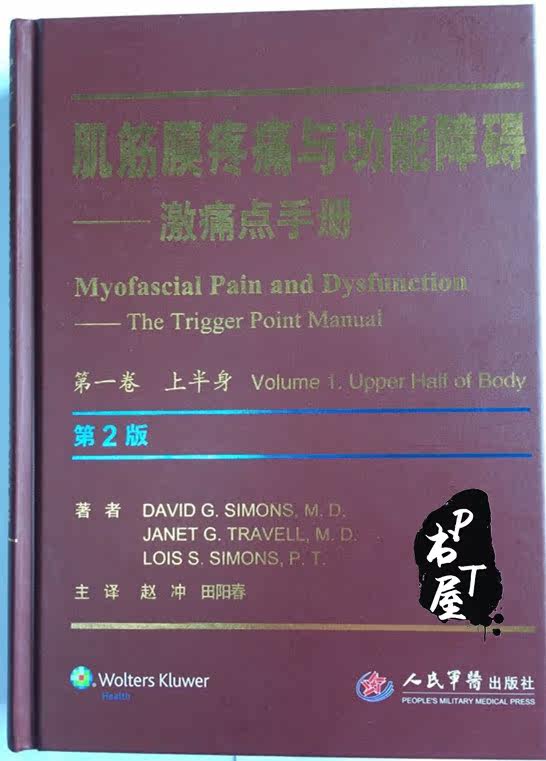 肌筋膜疼痛与功能障碍
——激痛点手册
Myofascial Pain and Dysfunction
—— The Trigger Point Manual
第一卷 上半身 Volume 1. Upper Half of Body
第2版
著者 DAVID G. SIMONS, M. D.
JANET G. TRAVELL, M. D.
LOIS S. SIMONS, P. T.
主译 赵冲 田阳春
PT书屋
Wolters Kluwer
Health
人民军医出版社
PEOPLE'S MILITARY MEDICAL PRESS